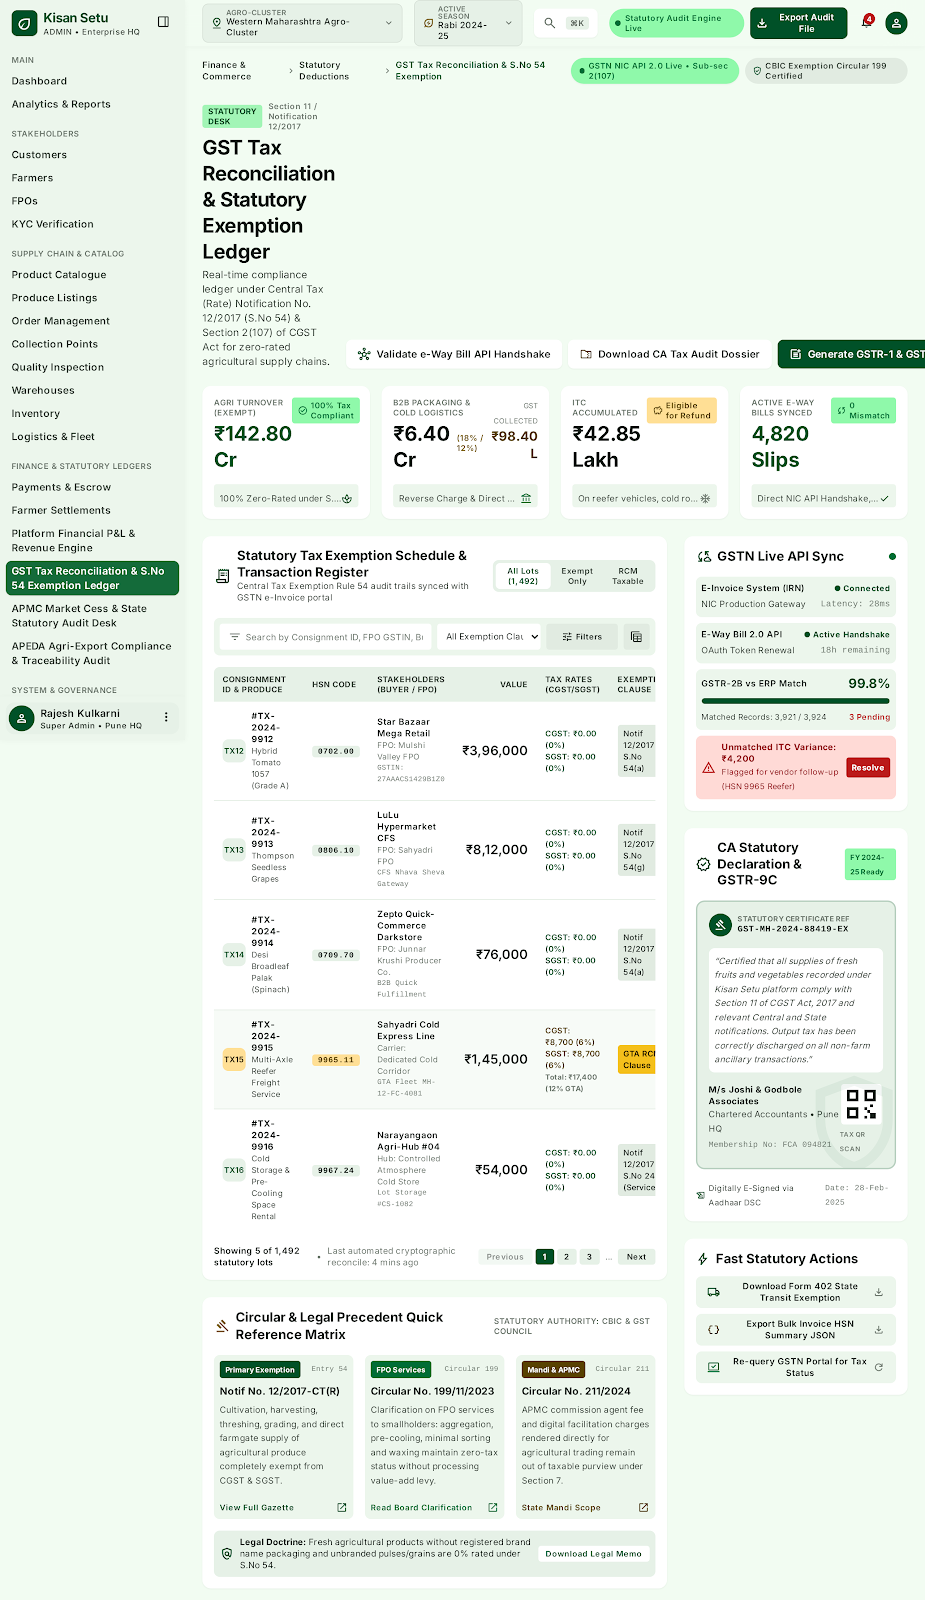 Kisan Setu
ADMIN • Enterprise HQ
MAIN
Dashboard
Analytics & Reports
STAKEHOLDERS
Customers
Farmers
FPOs
KYC Verification
SUPPLY CHAIN & CATALOG
Product Catalogue
Produce Listings
Order Management
Collection Points
Quality Inspection
Warehouses
Inventory
Logistics & Fleet
FINANCE & STATUTORY LEDGERS
Payments & Escrow
Farmer Settlements
Platform Financial P&L &
Revenue Engine
GST Tax Reconciliation & S.No
54 Exemption Ledger
APMC Market Cess & State
Statutory Audit Desk
APEDA Agri-Export Compliance
& Traceability Audit
SYSTEM & GOVERNANCE
Rajesh Kulkarni
Super Admin • Pune HQ
AGRO-CLUSTER
Western Maharashtra Agro-
Cluster
ACTIVE
SEASON
Rabi 2024-
25
⌘K
Statutory Audit Engine
Live
Export Audit
File
4
Finance &
Commerce
Statutory
Deductions
GST Tax Reconciliation & S.No 54
Exemption
GSTN NIC API 2.0 Live • Sub-sec
2(107)
CBIC Exemption Circular 199
Certified
STATUTORY
DESK
Section 11 /
Notification
12/2017
GST Tax
Reconciliation
& Statutory
Exemption
Ledger
Real-time compliance
ledger under Central Tax
(Rate) Notification No.
12/2017 (S.No 54) &
Section 2(107) of CGST
Act for zero-rated
agricultural supply chains.
Validate e-Way Bill API Handshake
Download CA Tax Audit Dossier
Generate GSTR-1 & GST
AGRI TURNOVER
(EXEMPT)
100% Tax
Compliant
₹142.80
Cr
100% Zero-Rated under S....
B2B PACKAGING &
COLD LOGISTICS
GST
COLLECTED
₹6.40
Cr
(18% /
12%)
₹98.40
L
Reverse Charge & Direct ...
ITC
ACCUMULATED
Eligible
for Refund
₹42.85
Lakh
On reefer vehicles, cold ro...
ACTIVE E-WAY
BILLS SYNCED
0
Mismatch
4,820
Slips
Direct NIC API Handshake,...
Statutory Tax Exemption Schedule &
Transaction Register
Central Tax Exemption Rule 54 audit trails synced with
GSTN e-Invoice portal
All Lots
(1,492)
Exempt
Only
RCM
Taxable
Search by Consignment ID, FPO GSTIN, B
All Exemption Cla
Filters
CONSIGNMENT
ID & PRODUCE
HSN CODE
STAKEHOLDERS
(BUYER / FPO)
VALUE
TAX RATES
(CGST/SGST)
EXEMPTI
CLAUSE
TX12
#TX-
2024-
9912
Hybrid
Tomato
1057
(Grade A)
0702.00
Star Bazaar
Mega Retail
FPO: Mulshi
Valley FPO
GSTIN:
27AAACS1429B1Z0
₹3,96,000
CGST: ₹0.00
(0%)
SGST: ₹0.00
(0%)
Notif
12/2017
S.No
54(a)
TX13
#TX-
2024-
9913
Thompson
Seedless
Grapes
0806.10
LuLu
Hypermarket
CFS
FPO: Sahyadri
FPO
CFS Nhava Sheva
Gateway
₹8,12,000
CGST: ₹0.00
(0%)
SGST: ₹0.00
(0%)
Notif
12/2017
S.No
54(g)
TX14
#TX-
2024-
9914
Desi
Broadleaf
Palak
(Spinach)
0709.70
Zepto Quick-
Commerce
Darkstore
FPO: Junnar
Krushi Producer
Co.
B2B Quick
Fulfillment
₹76,000
CGST: ₹0.00
(0%)
SGST: ₹0.00
(0%)
Notif
12/2017
S.No
54(a)
TX15
#TX-
2024-
9915
Multi-Axle
Reefer
Freight
Service
9965.11
Sahyadri Cold
Express Line
Carrier:
Dedicated Cold
Corridor
GTA Fleet MH-
12-FC-4081
₹1,45,000
CGST:
₹8,700 (6%)
SGST: ₹8,700
(6%)
Total: ₹17,400
(12% GTA)
GTA RCM
Clause
TX16
#TX-
2024-
9916
Cold
Storage &
Pre-
Cooling
Space
Rental
9967.24
Narayangaon
Agri-Hub #04
Hub: Controlled
Atmosphere
Cold Store
Lot Storage
#CS-1082
₹54,000
CGST: ₹0.00
(0%)
SGST: ₹0.00
(0%)
Notif
12/2017
S.No 24
(Service
Showing 5 of 1,492
statutory lots
•
Last automated cryptographic
reconcile: 4 mins ago
Previous
1
2
3
...
Next
Circular & Legal Precedent Quick
Reference Matrix
STATUTORY AUTHORITY: CBIC & GST
COUNCIL
Primary Exemption
Entry 54
Notif No. 12/2017-CT(R)
Cultivation, harvesting,
threshing, grading, and direct
farmgate supply of
agricultural produce
completely exempt from
CGST & SGST.
View Full Gazette
FPO Services
Circular 199
Circular No. 199/11/2023
Clarification on FPO services
to smallholders: aggregation,
pre-cooling, minimal sorting
and waxing maintain zero-tax
status without processing
value-add levy.
Read Board Clarification
Mandi & APMC
Circular 211
Circular No. 211/2024
APMC commission agent fee
and digital facilitation charges
rendered directly for
agricultural trading remain
out of taxable purview under
Section 7.
State Mandi Scope
Legal Doctrine: Fresh agricultural products without registered brand
name packaging and unbranded pulses/grains are 0% rated under
S.No 54.
Download Legal Memo
GSTN Live API Sync
E-Invoice System (IRN)
Connected
NIC Production Gateway
Latency: 28ms
E-Way Bill 2.0 API
Active Handshake
OAuth Token Renewal
18h remaining
GSTR-2B vs ERP Match
99.8%
Matched Records: 3,921 / 3,924
3 Pending
Unmatched ITC Variance:
₹4,200
Flagged for vendor follow-up
(HSN 9965 Reefer)
Resolve
CA Statutory
Declaration &
GSTR-9C
FY 2024-
25 Ready
STATUTORY CERTIFICATE REF
GST-MH-2024-88419-EX
"Certified that all supplies of fresh
fruits and vegetables recorded under
Kisan Setu platform comply with
Section 11 of CGST Act, 2017 and
relevant Central and State
notifications. Output tax has been
correctly discharged on all non-farm
ancillary transactions."
M/s Joshi & Godbole
Associates
Chartered Accountants • Pune
HQ
Membership No: FCA 094821
TAX QR
SCAN
Digitally E-Signed via
Aadhaar DSC
Date: 28-Feb-
2025
Fast Statutory Actions
Download Form 402 State
Transit Exemption
Export Bulk Invoice HSN
Summary JSON
Re-query GSTN Portal for Tax
Status